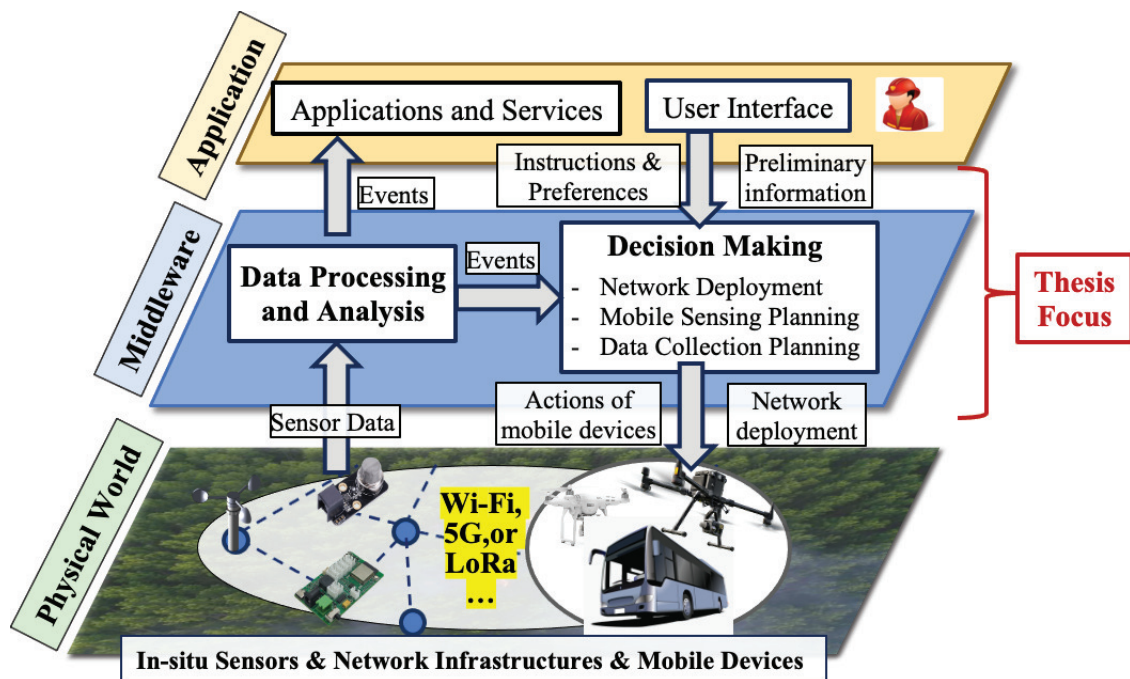 Application
Applications and Services
User Interface
Instructions &
Preferences
Preliminary
information
Events
Middleware
Data Processing
and Analysis
Events
Decision Making
- Network Deployment
- Mobile Sensing Planning
- Data Collection Planning
Thesis
Focus
Sensor Data
Actions of
mobile devices
Network
deployment
Physical World
Wi-Fi,
5G,or
LoRa
...
In-situ Sensors & Network Infrastructures & Mobile Devices